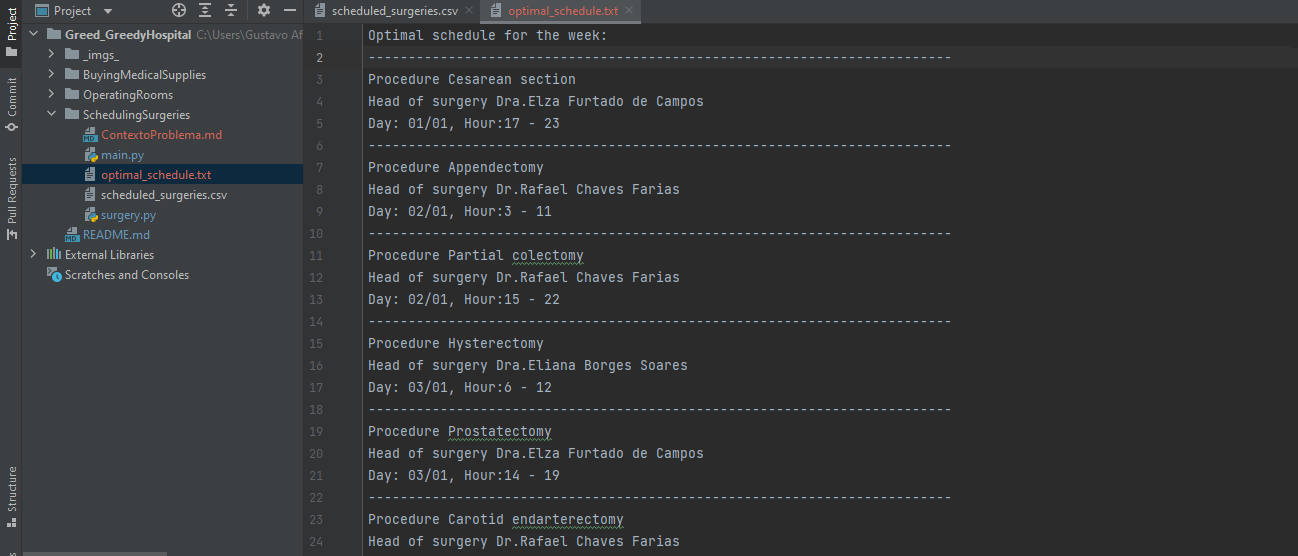 Project
Project
Greed_GreedyHospital C:\Users\Gustavo Af
_imgs_
BuyingMedicalSupplies
OperatingRooms
SchedulingSurgeries
ContextoProblema.md
main.py
optimal_schedule.txt
scheduled_surgeries.csv
surgery.py
README.md
External Libraries
Scratches and Consoles
Commit
Pull Requests
Structure
scheduled_surgeries.csv
optimal_schedule.txt
1 Optimal schedule for the week:
2 -------------------------------------------------------------------------
3 Procedure Cesarean section
4 Head of surgery Dra.Elza Furtado de Campos
5 Day: 01/01, Hour:17 - 23
6 -------------------------------------------------------------------------
7 Procedure Appendectomy
8 Head of surgery Dr.Rafael Chaves Farias
9 Day: 02/01, Hour:3 - 11
10 -------------------------------------------------------------------------
11 Procedure Partial colectomy
12 Head of surgery Dr.Rafael Chaves Farias
13 Day: 02/01, Hour:15 - 22
14 -------------------------------------------------------------------------
15 Procedure Hysterectomy
16 Head of surgery Dra.Eliana Borges Soares
17 Day: 03/01, Hour:6 - 12
18 -------------------------------------------------------------------------
19 Procedure Prostatectomy
20 Head of surgery Dra.Elza Furtado de Campos
21 Day: 03/01, Hour:14 - 19
22 -------------------------------------------------------------------------
23 Procedure Carotid endarterectomy
24 Head of surgery Dr.Rafael Chaves Farias